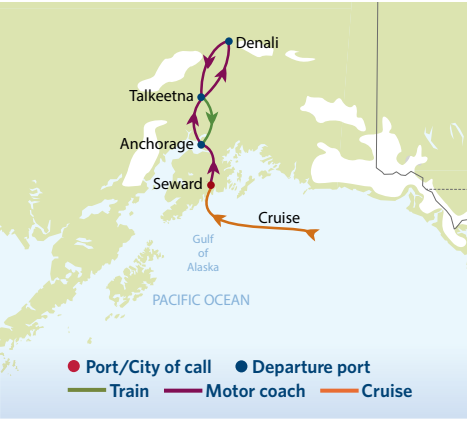 Denali
Talkeetna
Anchorage
Seward
Cruise
Gulf
of
Alaska
PACIFIC OCEAN
Port/City of call Departure port
Train Motor coach Cruise